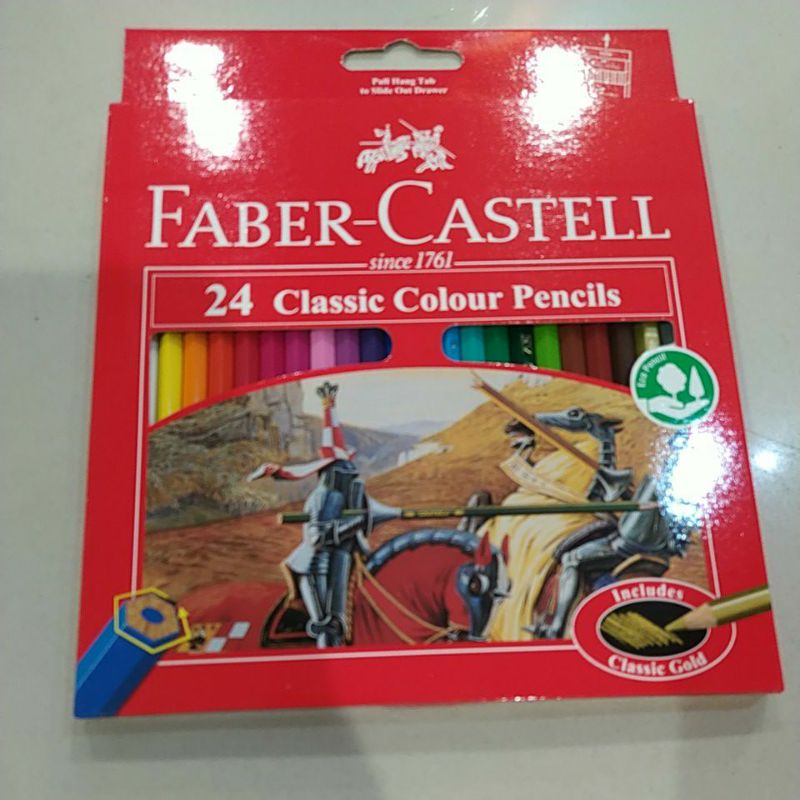 Pull Hang Tab
to Slide Out Drawer
FABER-CASTELL
since 1761
24 Classic Colour Pencils
Eco Pencil
Includes
Classic Gold